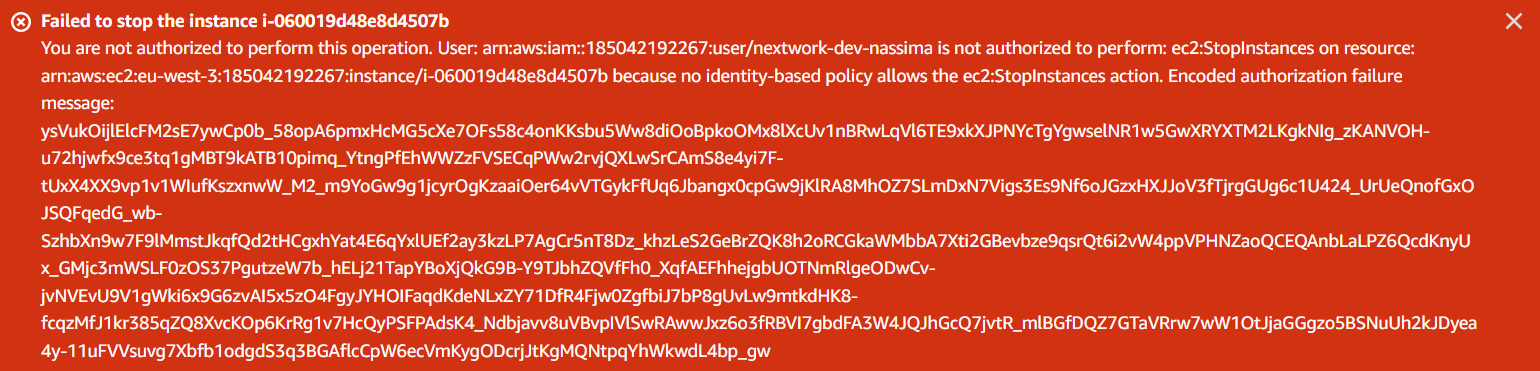 Failed to stop the instance i-060019d48e8d4507b
You are not authorized to perform this operation. User: arn:aws:iam::185042192267:user/nextwork-dev-nassima is not authorized to perform: ec2:StopInstances on resource:
arn:aws:ec2:eu-west-3:185042192267:instance/i-060019d48e8d4507b because no identity-based policy allows the ec2:StopInstances action. Encoded authorization failure
message:
ysVukOijlElcFM2sE7ywCp0b_58opA6pmxHcMG5cXe7OFs58c4onKKsbu5Ww8diOoBpkoOMx8lXcUv1nBRwLqVl6TE9xkXJPNYcTgYgwselNR1w5GwXRYXTM2LKgkNIg_zKANVOH-
u72hjwfx9ce3tq1gMBT9kATB10pimq_YtngPfEhWWZzFVSECqPWw2rvjQXLwSrCAmS8e4yi7F-
tUxX4XX9vp1v1WIufKszxnwW_M2_m9YoGw9g1jcyrOgKzaaiOer64vVTGykFfUq6Jbangx0cpGw9jKlRA8MhOZ7SLmDxN7Vigs3Es9Nf6oJGzxHXJJoV3fTjrgGUg6c1U424_UrUeQnofGxO
JSQFqedG_wb-
SzhbXn9w7F9lMmstJkqfQd2tHCgxhYat4E6qYxlUEf2ay3kzLP7AgCr5nT8Dz_khzLeS2GeBrZQK8h2oRCGkaWMbbA7Xti2GBevbze9qsrQt6i2vW4ppVPHNZaoQCEQAnbLaLPZ6QcdKnyU
x_GMjc3mWSLF0zOS37PgutzeW7b_hELj21TapYBoXjQkG9B-Y9TJbhZQVfFh0_XqfAEFhhejgbUOTNmRlgeODwCv-
jvNVEvU9V1gWki6x9G6zvAI5x5zO4FgyJYHOIFaqdKdeNLxZY71DfR4Fjw0ZgfbiJ7bP8gUvLw9mtkdHK8-
fcqzMfJ1kr385qZQ8XvcKOp6KrRg1v7HcQyPSFPAdsK4_Ndbjavv8uVBvpIVlSwRAwwJxz6o3fRBVI7gbdFA3W4JQJhGcQ7jvtR_mlBGfDQZ7GTaVRrw7wW1OtJjaGGgzo5BSNuUh2kJDyea
4y-11uFVVsuvg7Xbfb1odgdS3q3BGAflcCpW6ecVmKygODcrjJtKgMQNtpqYhWkwdL4bp_gw